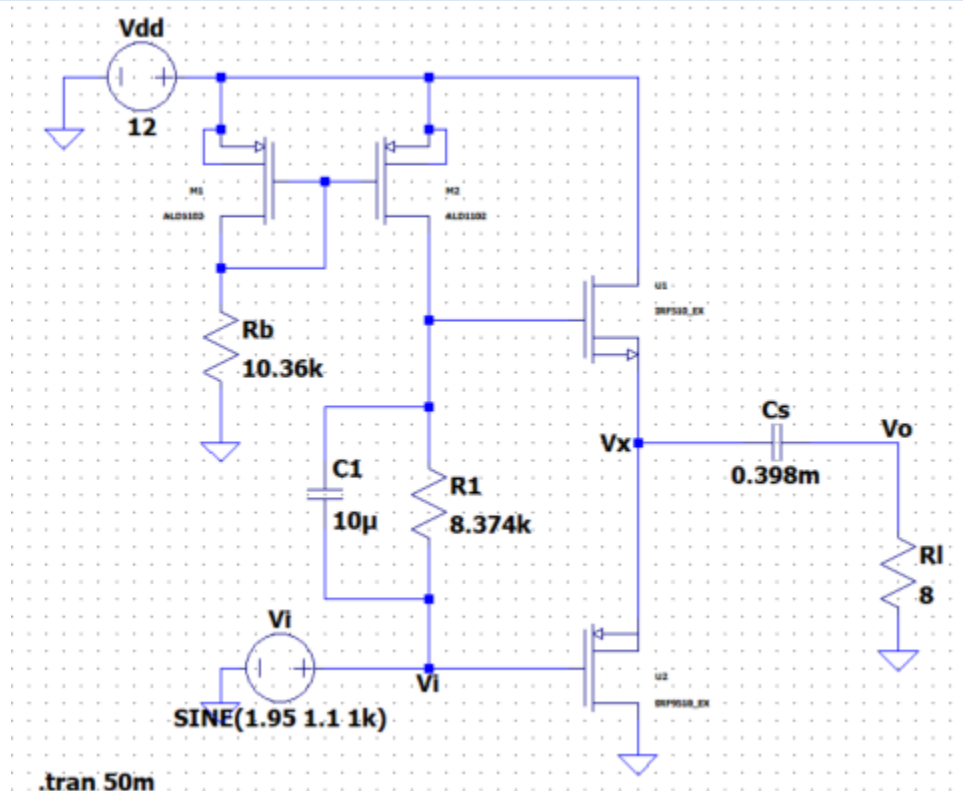 Vdd
12
M1
M2
ALD1102
ALD1102
Rb
10.36k
U1
IRF510_EX
C1
10µ
R1
8.374k
Vx
Cs
0.398m
Vo
Rl
8
Vi
Vi
SINE(1.95 1.1 1k)
U2
IRF9510_EX
.tran 50m